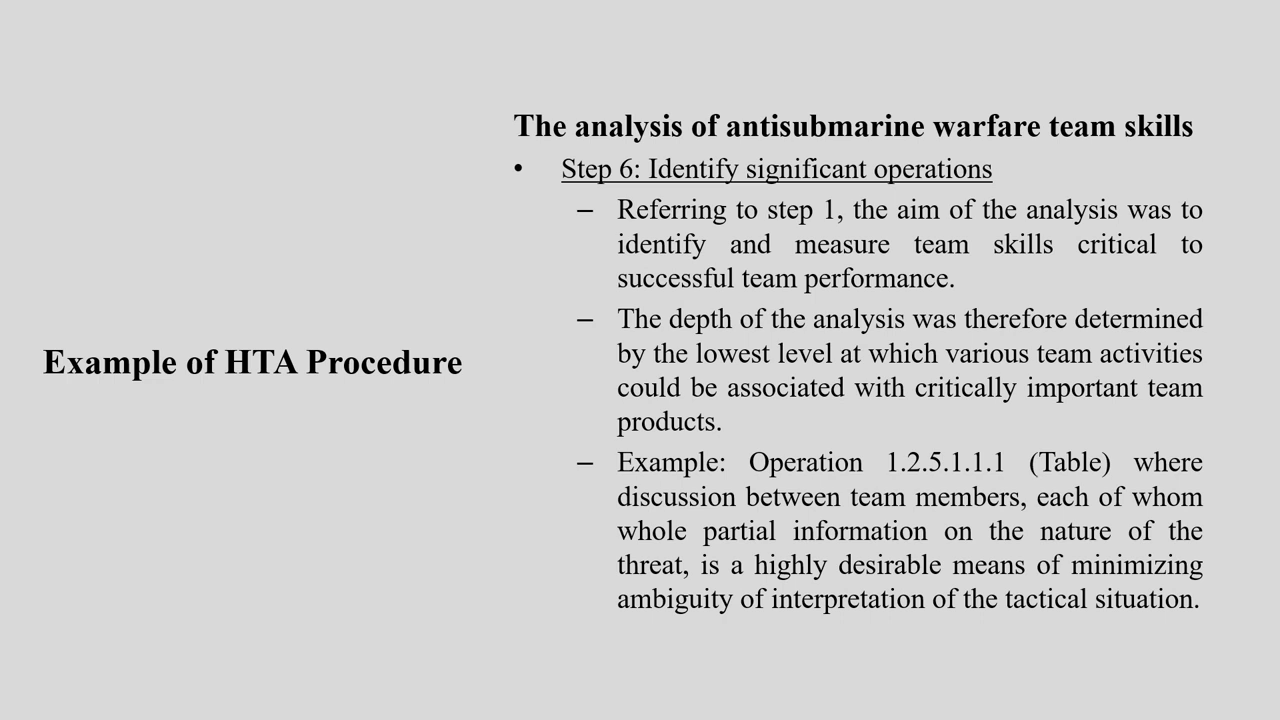 Example of HTA Procedure
The analysis of antisubmarine warfare team skills
• Step 6: Identify significant operations
– Referring to step 1, the aim of the analysis was to
identify and measure team skills critical to
successful team performance.
– The depth of the analysis was therefore determined
by the lowest level at which various team activities
could be associated with critically important team
products.
– Example: Operation 1.2.5.1.1.1 (Table) where
discussion between team members, each of whom
whole partial information on the nature of the
threat, is a highly desirable means of minimizing
ambiguity of interpretation of the tactical situation.